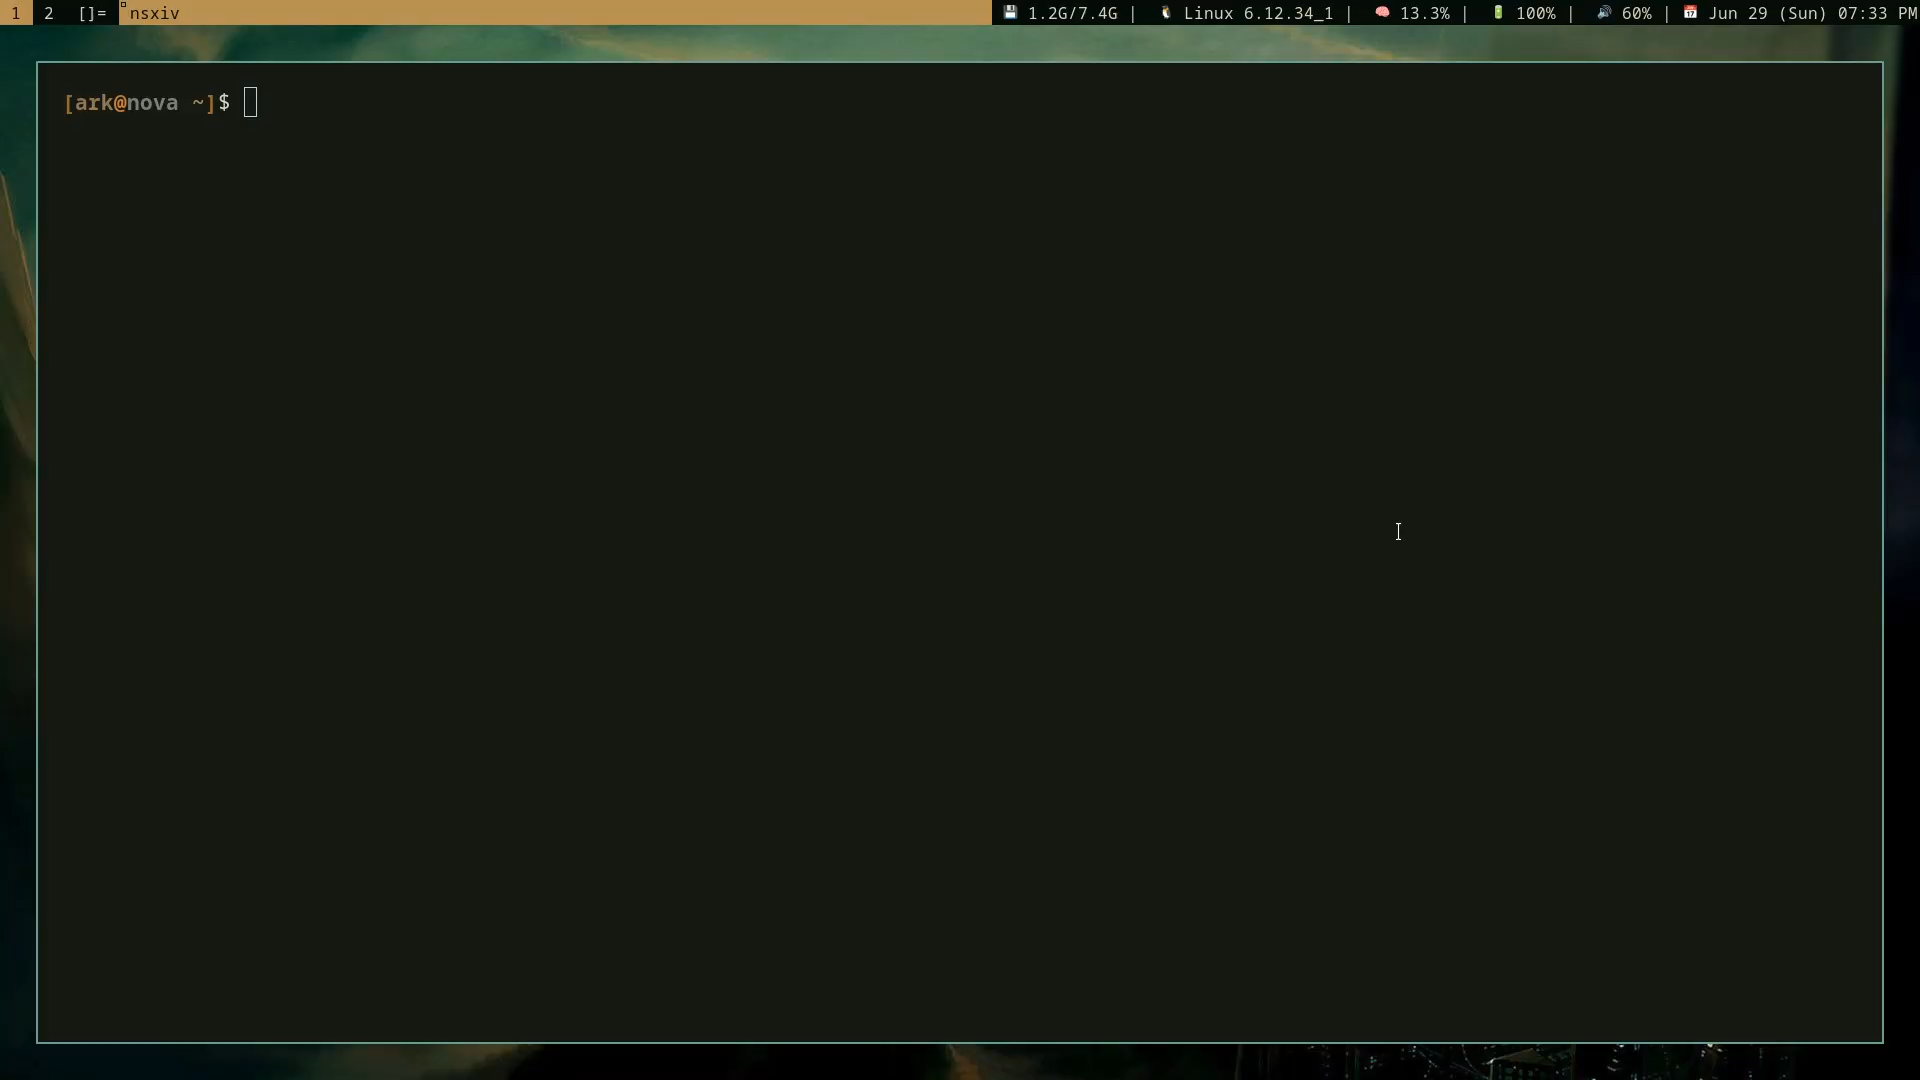 1 2 []= nsxiv 1.2G/7.4G | Linux 6.12.34_1 | 13.3% | 100% | 60% | Jun 29 (Sun) 07:33 PM
[ark@nova ~]$